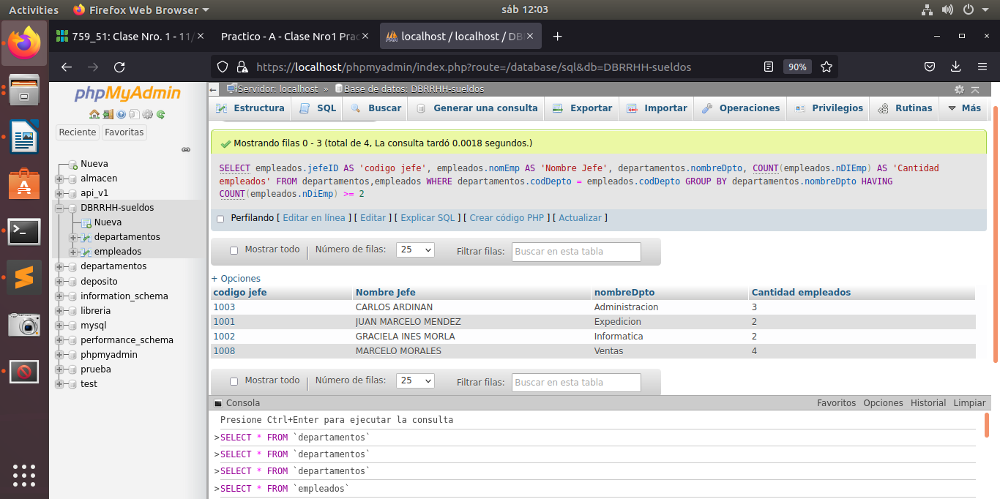 Activities
Firefox Web Browser
sáb 12:03
759_51: Clase Nro. 1 - 11/
Practico - A - Clase Nro1 Prac
localhost / localhost / DB
https://localhost/phpmyadmin/index.php?route=/database/sql&db=DBRRHH-sueldos
90%
phpMyAdmin
Reciente
Favoritas
Nueva
almacen
api_v1
DBRRHH-sueldos
Nueva
departamentos
empleados
departamentos
deposito
information_schema
libreria
mysql
performance_schema
phpmyadmin
prueba
test
Servidor: localhost » Base de datos: DBRRHH-sueldos
Estructura
SQL
Buscar
Generar una consulta
Exportar
Importar
Operaciones
Privilegios
Rutinas
Más
Mostrando filas 0 - 3 (total de 4, La consulta tardó 0.0018 segundos.)
SELECT empleados.jefeID AS 'codigo jefe', empleados.nomEmp AS 'Nombre Jefe', departamentos.nombreDpto, COUNT(empleados.nDIEmp) AS 'Cantidad
empleados' FROM departamentos,empleados WHERE departamentos.codDepto = empleados.codDepto GROUP BY departamentos.nombreDpto HAVING
COUNT(empleados.nDiEmp) >= 2
Perfilando [ Editar en línea ] [ Editar ] [ Explicar SQL ] [ Crear código PHP ] [ Actualizar ]
Mostrar todo
Número de filas:
25
Filtrar filas:
Buscar en esta tabla
+ Opciones
codigo jefe Nombre Jefe nombreDpto Cantidad empleados
1003 CARLOS ARDINAN Administracion 3
1001 JUAN MARCELO MENDEZ Expedicion 2
1002 GRACIELA INES MORLA Informatica 2
1008 MARCELO MORALES Ventas 4
Mostrar todo
Número de filas:
25
Filtrar filas:
Buscar en esta tabla
Consola
Favoritos Opciones Historial Limpiar
Presione Ctrl+Enter para ejecutar la consulta
>SELECT * FROM `departamentos`
>SELECT * FROM `departamentos`
>SELECT * FROM `departamentos`
>SELECT * FROM `empleados`